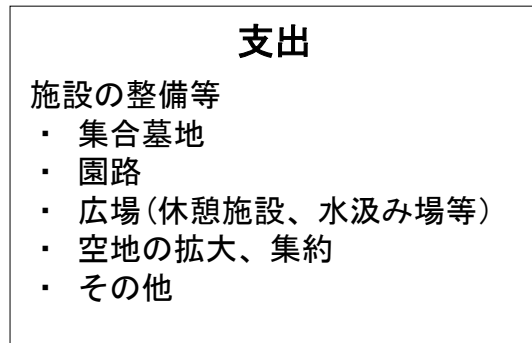 支出
施設の整備等
・ 集合墓地
・ 園路
・ 広場(休憩施設、水汲み場等)
・ 空地の拡大、集約
・ その他